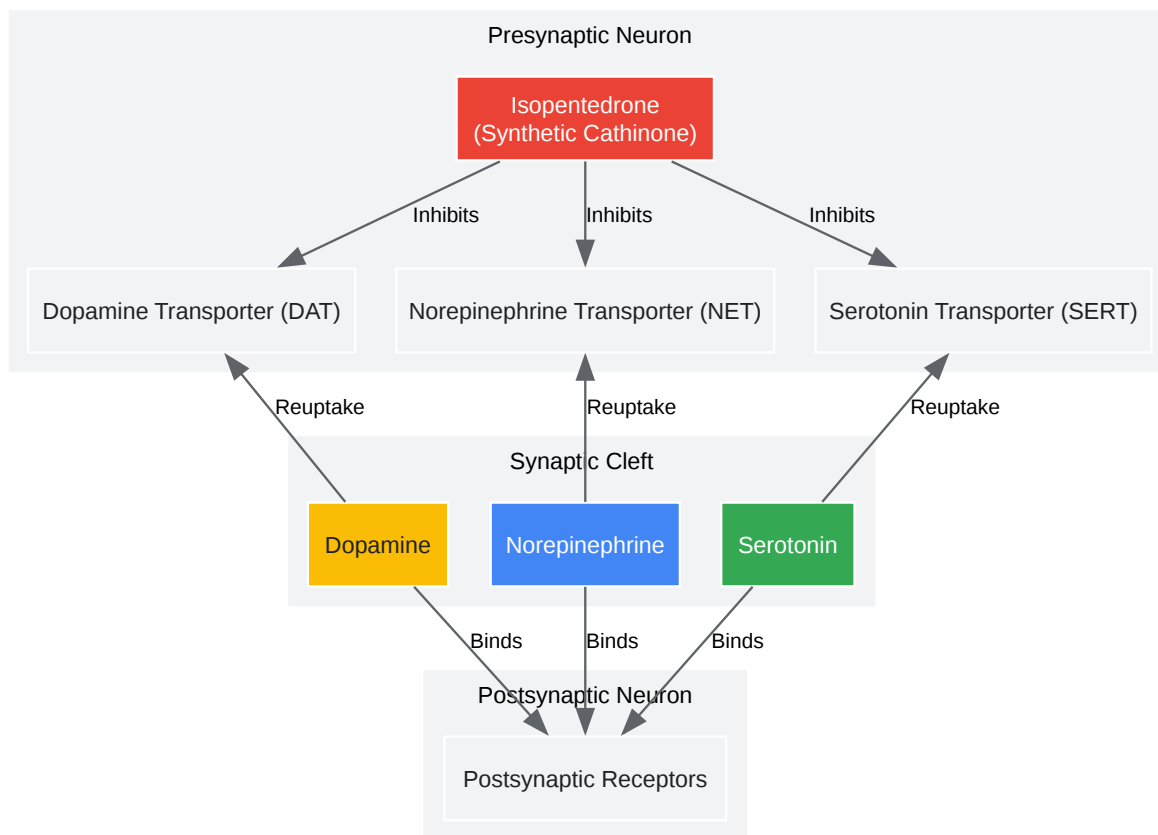 Presynaptic Neuron
Isopentedrone
(Synthetic Cathinone)
Inhibits
Inhibits
Inhibits
Dopamine Transporter (DAT)
Norepinephrine Transporter (NET)
Serotonin Transporter (SERT)
Reuptake
Reuptake
Reuptake
Synaptic Cleft
Dopamine
Norepinephrine
Serotonin
Binds
Binds
Binds
Postsynaptic Neuron
Postsynaptic Receptors